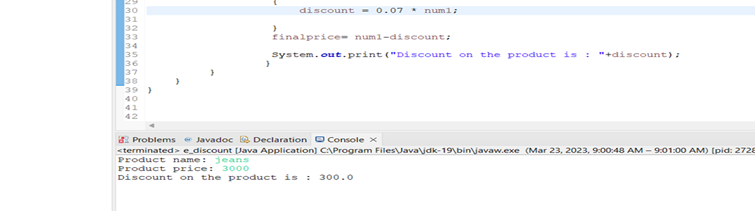 29 {
30 discount = 0.07 * num1;
31
32 }
33 finalprice= num1-discount;
34
35 System.out.print("Discount on the product is : "+discount);
36 }
37 }
38 }
39 }
40
41
42
Problems Javadoc Declaration Console
<terminated> e_discount [Java Application] C:\Program Files\Java\jdk-19\bin\javaw.exe (Mar 23, 2023, 9:00:48 AM – 9:01:00 AM) [pid: 2728
Product name: jeans
Product price: 3000
Discount on the product is : 300.0